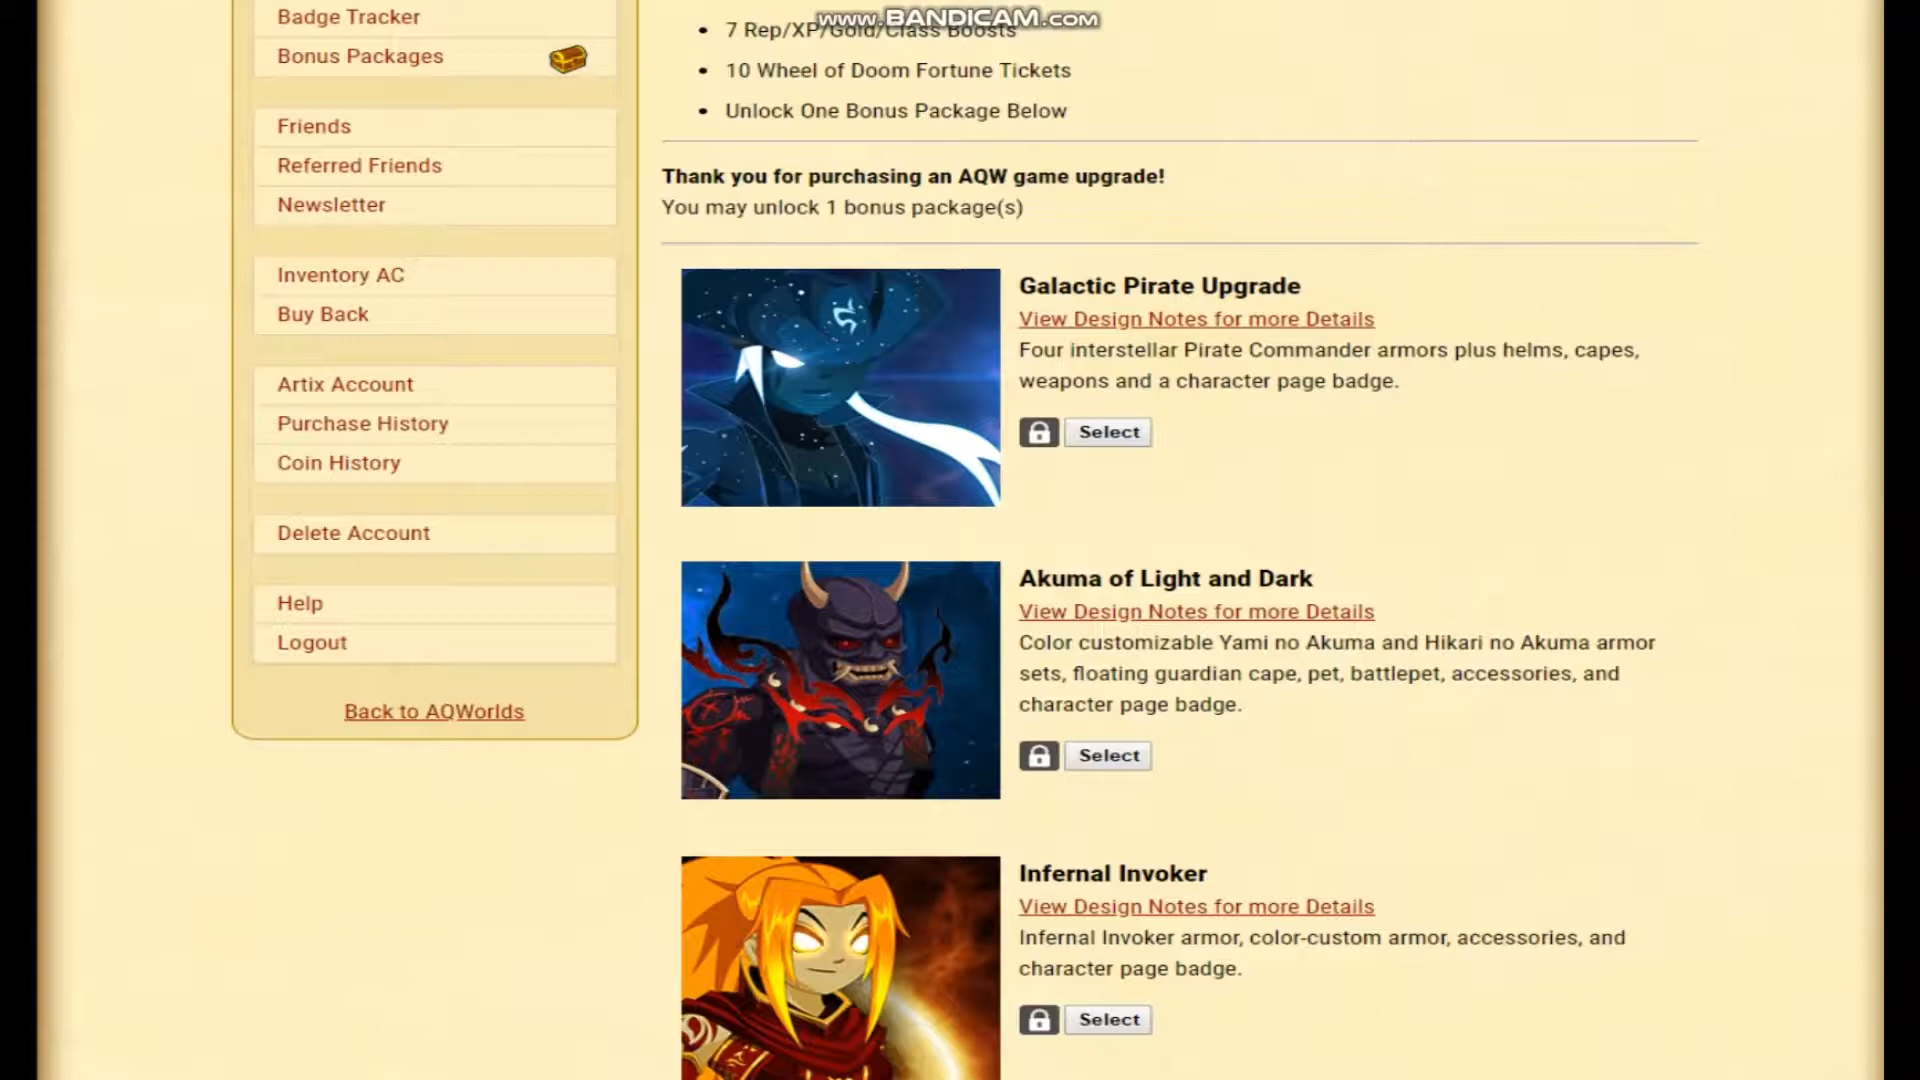 www.BANDICAM.com
Badge Tracker
Bonus Packages
Friends
Referred Friends
Newsletter
Inventory AC
Buy Back
Artix Account
Purchase History
Coin History
Delete Account
Help
Logout
Back to AQWorlds
7 Rep/XP/Gold/Class Boosts
10 Wheel of Doom Fortune Tickets
Unlock One Bonus Package Below
Thank you for purchasing an AQW game upgrade!
You may unlock 1 bonus package(s)
Galactic Pirate Upgrade
View Design Notes for more Details
Four interstellar Pirate Commander armors plus helms, capes,
weapons and a character page badge.
Select
Akuma of Light and Dark
View Design Notes for more Details
Color customizable Yami no Akuma and Hikari no Akuma armor
sets, floating guardian cape, pet, battlepet, accessories, and
character page badge.
Select
Infernal Invoker
View Design Notes for more Details
Infernal Invoker armor, color-custom armor, accessories, and
character page badge.
Select